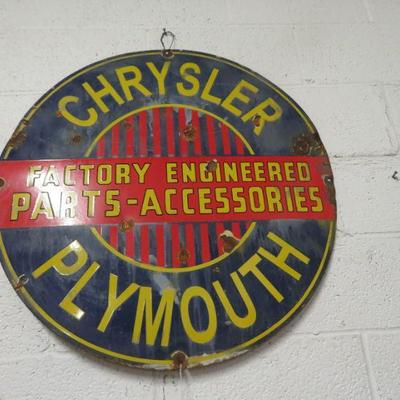 CHRYSLER
FACTORY ENGINEERED
PARTS-ACCESSORIES
PLYMOUTH